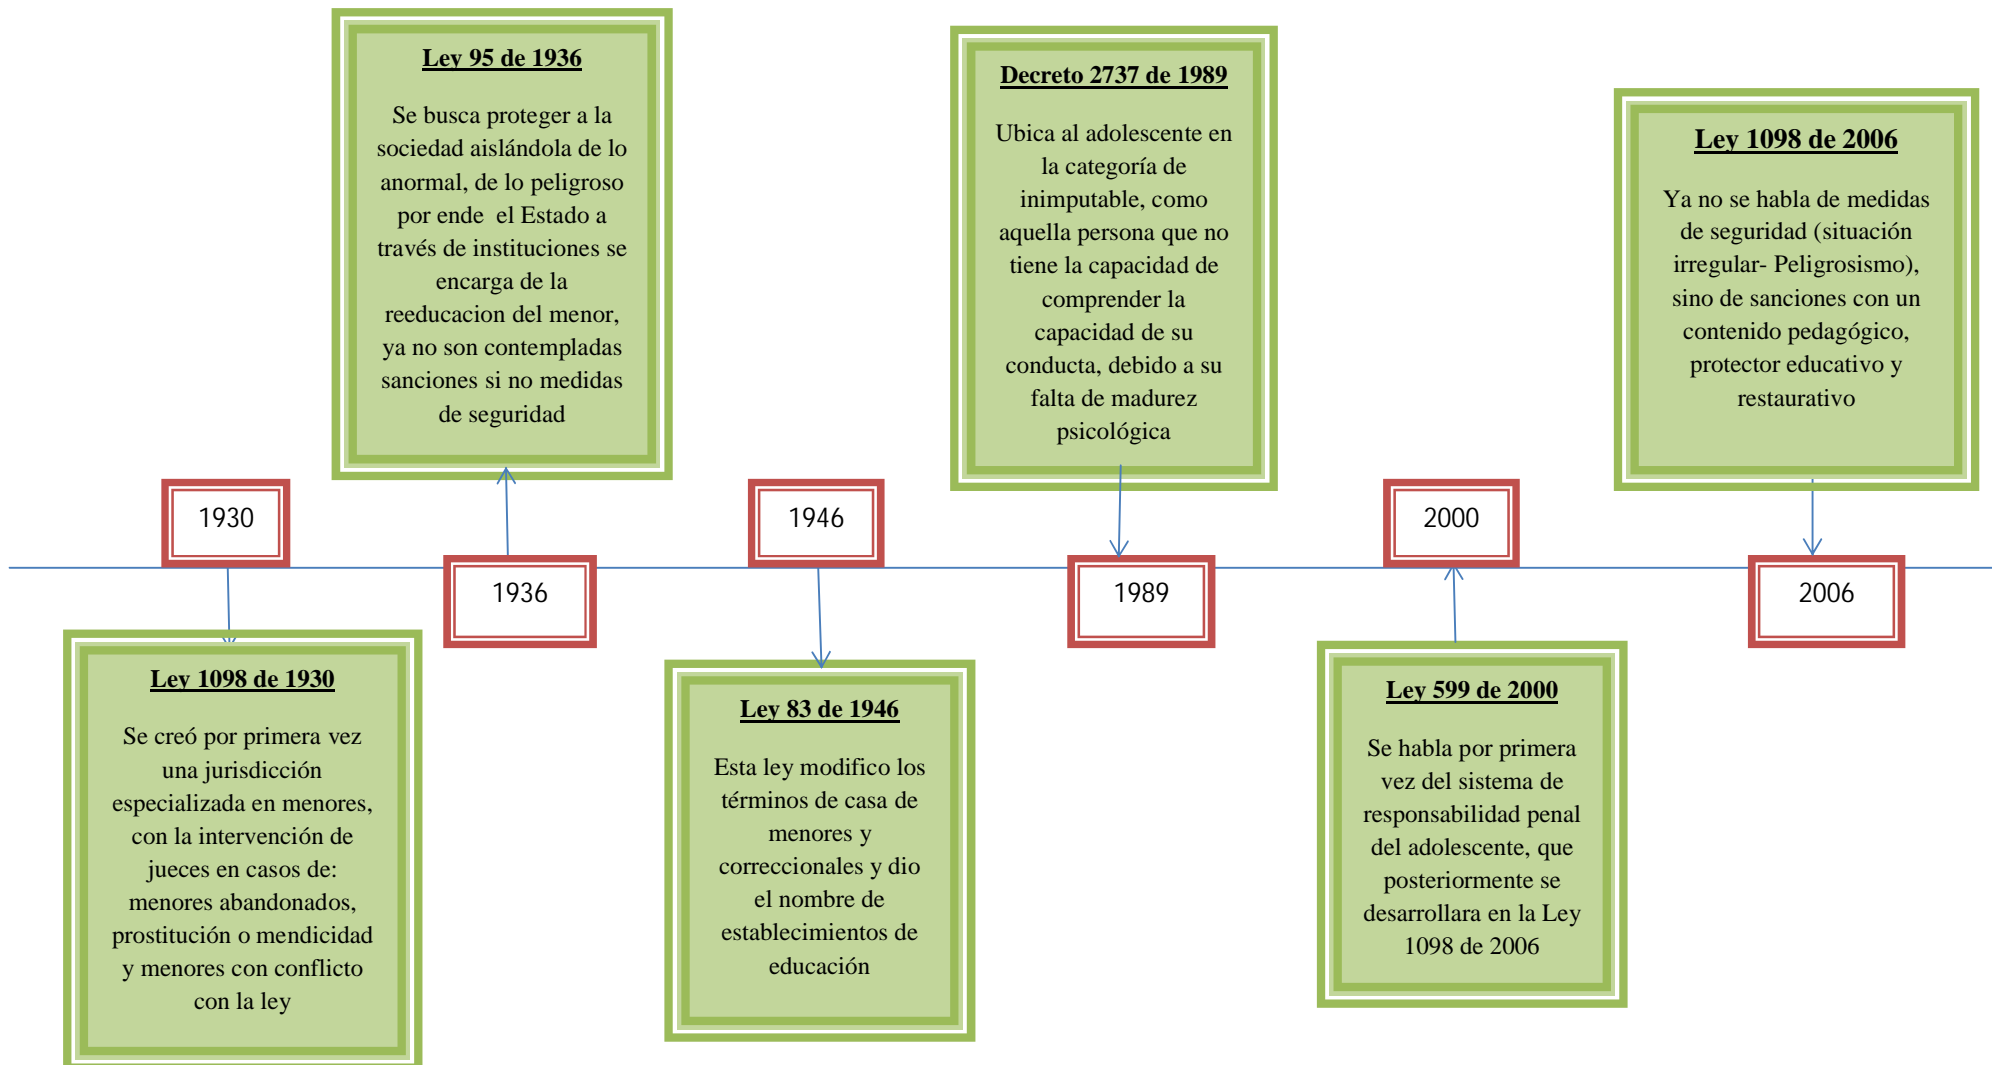 Ley 95 de 1936
Se busca proteger a la
sociedad aislándola de lo
anormal, de lo peligroso
por ende el Estado a
través de instituciones se
encarga de la
reeducacion del menor,
ya no son contempladas
sanciones si no medidas
de seguridad
Decreto 2737 de 1989
Ubica al adolescente en
la categoría de
inimputable, como
aquella persona que no
tiene la capacidad de
comprender la
capacidad de su
conducta, debido a su
falta de madurez
psicológica
Ley 1098 de 2006
Ya no se habla de medidas
de seguridad (situación
irregular- Peligrosismo),
sino de sanciones con un
contenido pedagógico,
protector educativo y
restaurativo
1930
1936
1946
1989
2000
2006
Ley 1098 de 1930
Se creó por primera vez
una jurisdicción
especializada en menores,
con la intervención de
jueces en casos de:
menores abandonados,
prostitución o mendicidad
y menores con conflicto
con la ley
Ley 83 de 1946
Esta ley modifico los
términos de casa de
menores y
correccionales y dio
el nombre de
establecimientos de
educación
Ley 599 de 2000
Se habla por primera
vez del sistema de
responsabilidad penal
del adolescente, que
posteriormente se
desarrollara en la Ley
1098 de 2006